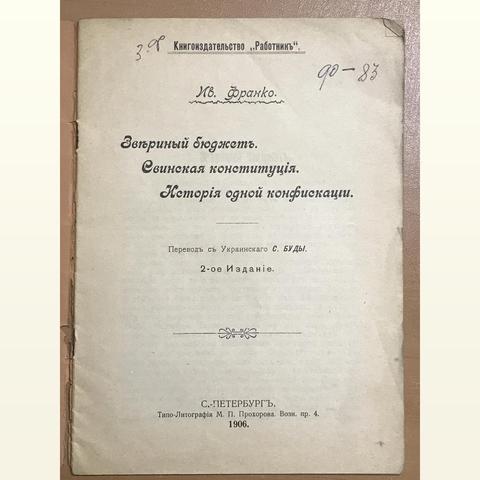 Книгоиздательство „Работникъ“.
90-83
Ив. Франко.
Звѣриный бюджетъ.
Свинская конституція.
Исторія одной конфискаціи.
Переводъ съ Украинскаго С. БУДЫ.
2-ое Изданіе.
С.-ПЕТЕРБУРГЪ.
Типо-Литографія М. П. Прохорова. Возн. пр. 4.
1906.